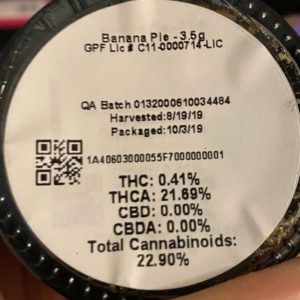 Banana Pie - 3.5g
GPF Lic # C11-0000714-LIC
QA Batch 0132000610034484
Harvested:8/19/19
Packaged:10/3/19
1A40603000055F7000000001
THC: 0.41%
THCA: 21.69%
CBD: 0.00%
CBDA: 0.00%
Total Cannabinoids:
22.90%